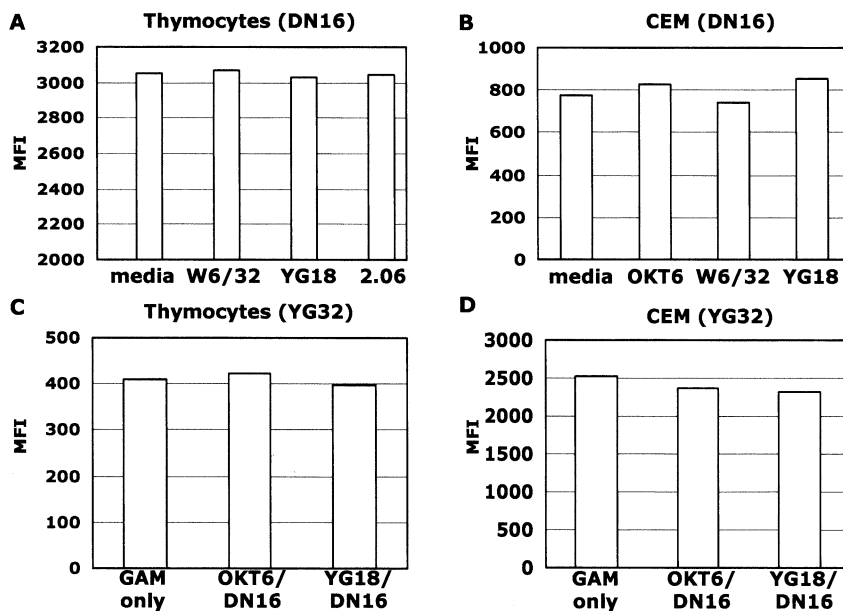 A Thymocytes (DN16)
3200
3000
2800
2600
2400
2200
2000
MFI
media W6/32 YG18 2.06
B CEM (DN16)
1000
800
600
400
200
0
MFI
media OKT6 W6/32 YG18
C Thymocytes (YG32)
500
400
300
200
100
0
MFI
GAM only
OKT6/ DN16
YG18/ DN16
D CEM (YG32)
3000
2500
2000
1500
1000
500
0
MFI
GAM only
OKT6/ DN16
YG18/ DN16